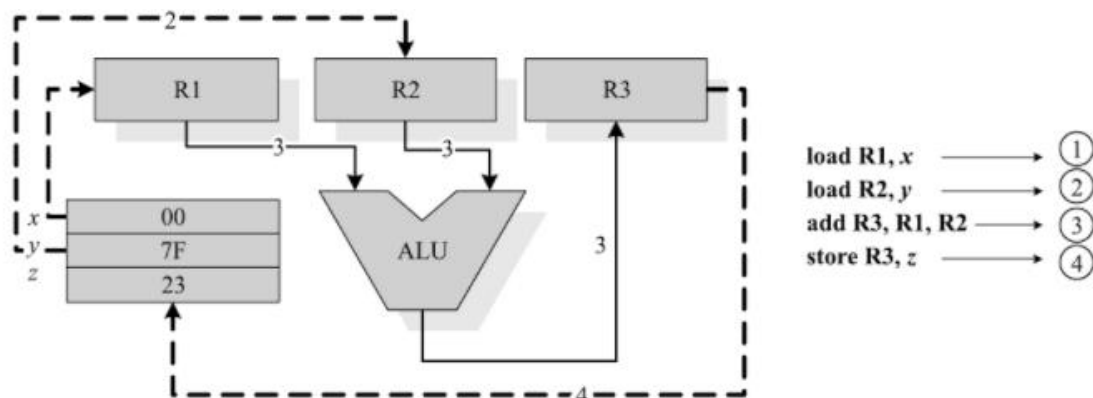 2
R1
R2
R3
3
3
x
00
y
7F
z
23
ALU
3
4
load R1, x
1
load R2, y
2
add R3, R1, R2
3
store R3, z
4